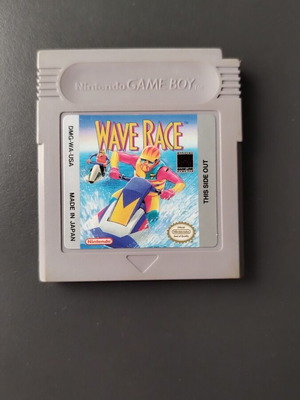 Nintendo GAME BOY
WAVE RACE
DMG-WA-USA
MADE IN JAPAN
THIS SIDE OUT
Nintendo